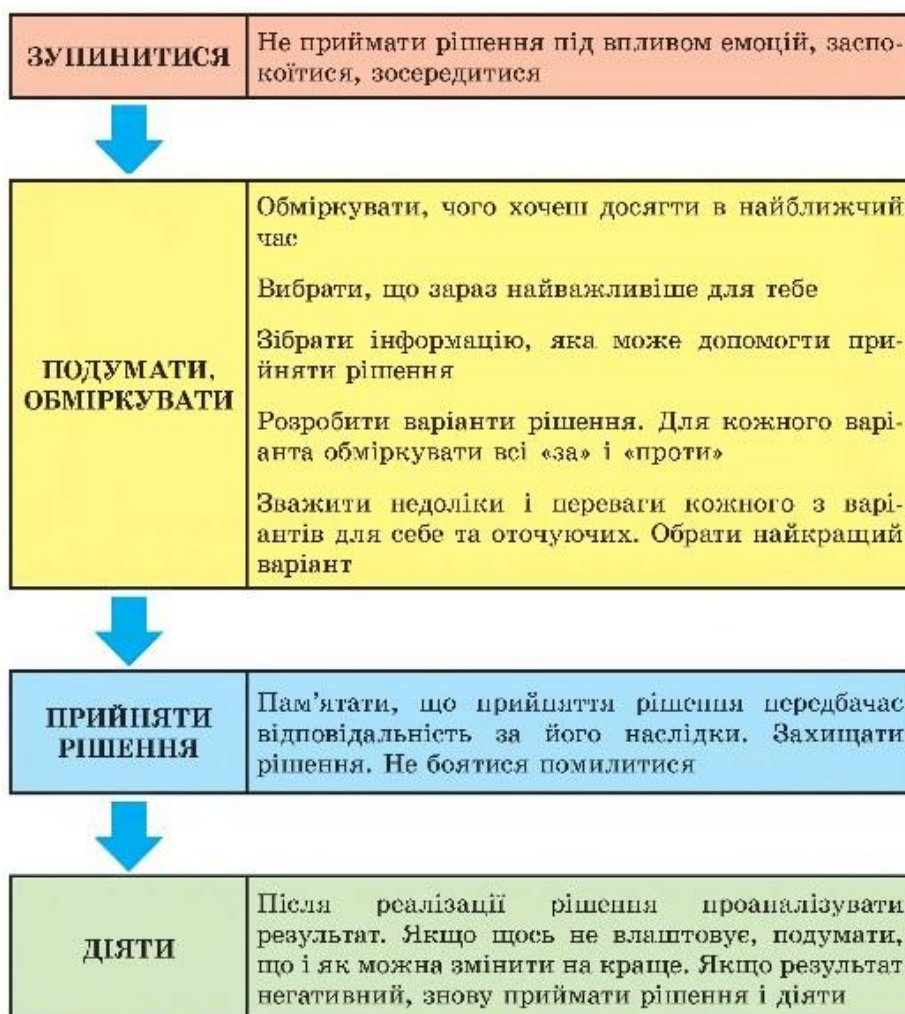 ЗУПИНИТИСЯ
Не приймати рішення під впливом емоцій, заспо-
коїтися, зосередитися
ПОДУМАТИ,
ОБМІРКУВАТИ
Обміркувати, чого хочеш досягти в найближчий
час
Вибрати, що зараз найважливіше для тебе
Зібрати інформацію, яка може допомогти при-
йняти рішення
Розробити варіанти рішення. Для кожного варі-
анта обміркувати всі «за» і «проти»
Зважити недоліки і переваги кожного з варі-
антів для себе та оточуючих. Обрати найкращий
варіант
ПРИЙНЯТИ
РІШЕННЯ
Пам’ятати, що прийняття рішення передбачає
відповідальність за його наслідки. Захищати
рішення. Не боятися помилитися
ДІЯТИ
Після реалізації рішення проаналізувати
результат. Якщо щось не влаштовує, подумати,
що і як можна змінити на краще. Якщо результат
негативний, знову приймати рішення і діяти